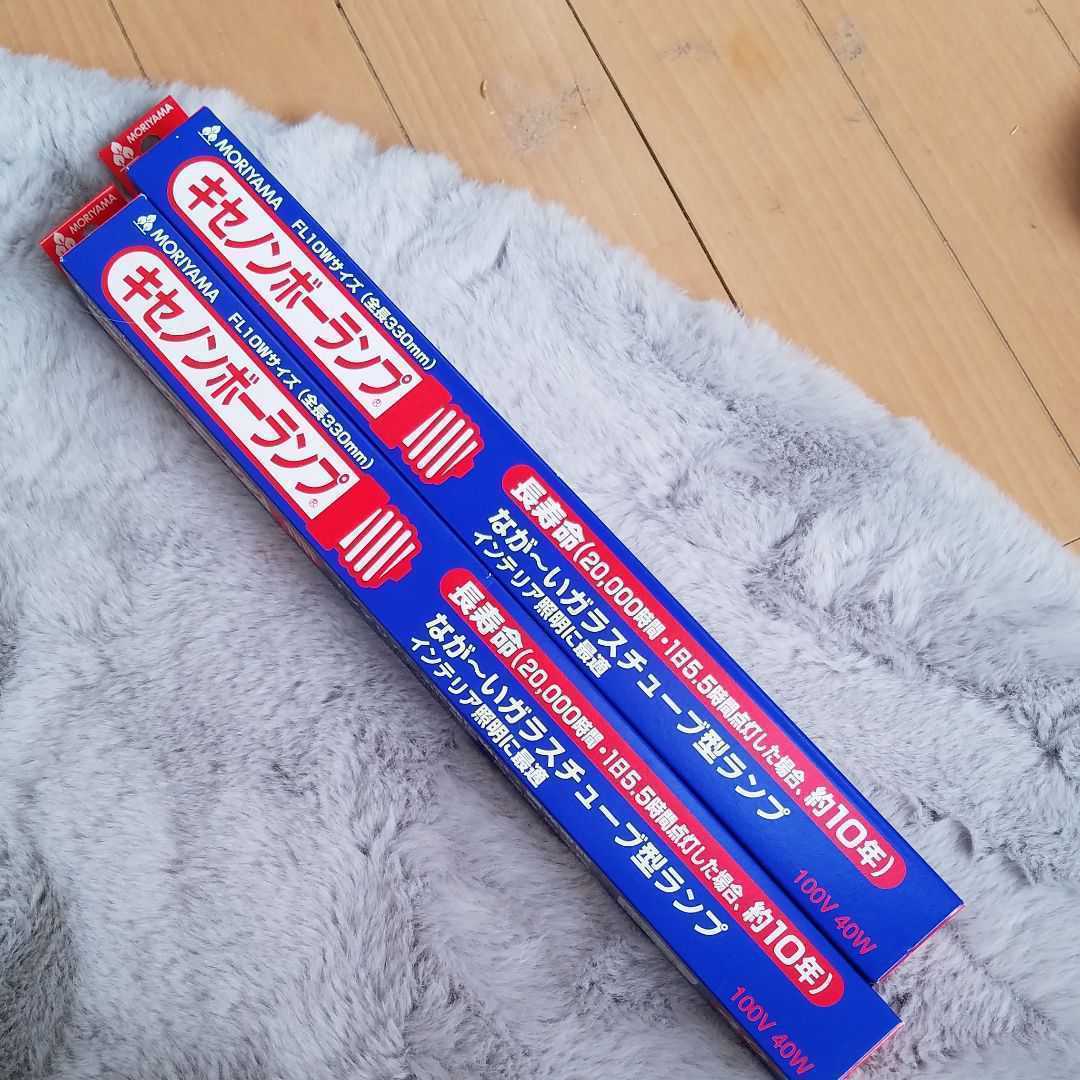 MORIYAMA
MORIYAMA
キセノンボーランプ®
FL10Wサイズ(全長330mm)
長寿命(20,000時間・1日5.5時間点灯した場合、約10年)
なが～いガラスチューブ型ランプ
インテリア照明に最適
100V 40W
MORIYAMA
MORIYAMA
キセノンボーランプ®
FL10Wサイズ(全長330mm)
長寿命(20,000時間・1日5.5時間点灯した場合、約10年)
なが～いガラスチューブ型ランプ
インテリア照明に最適
100V 40W